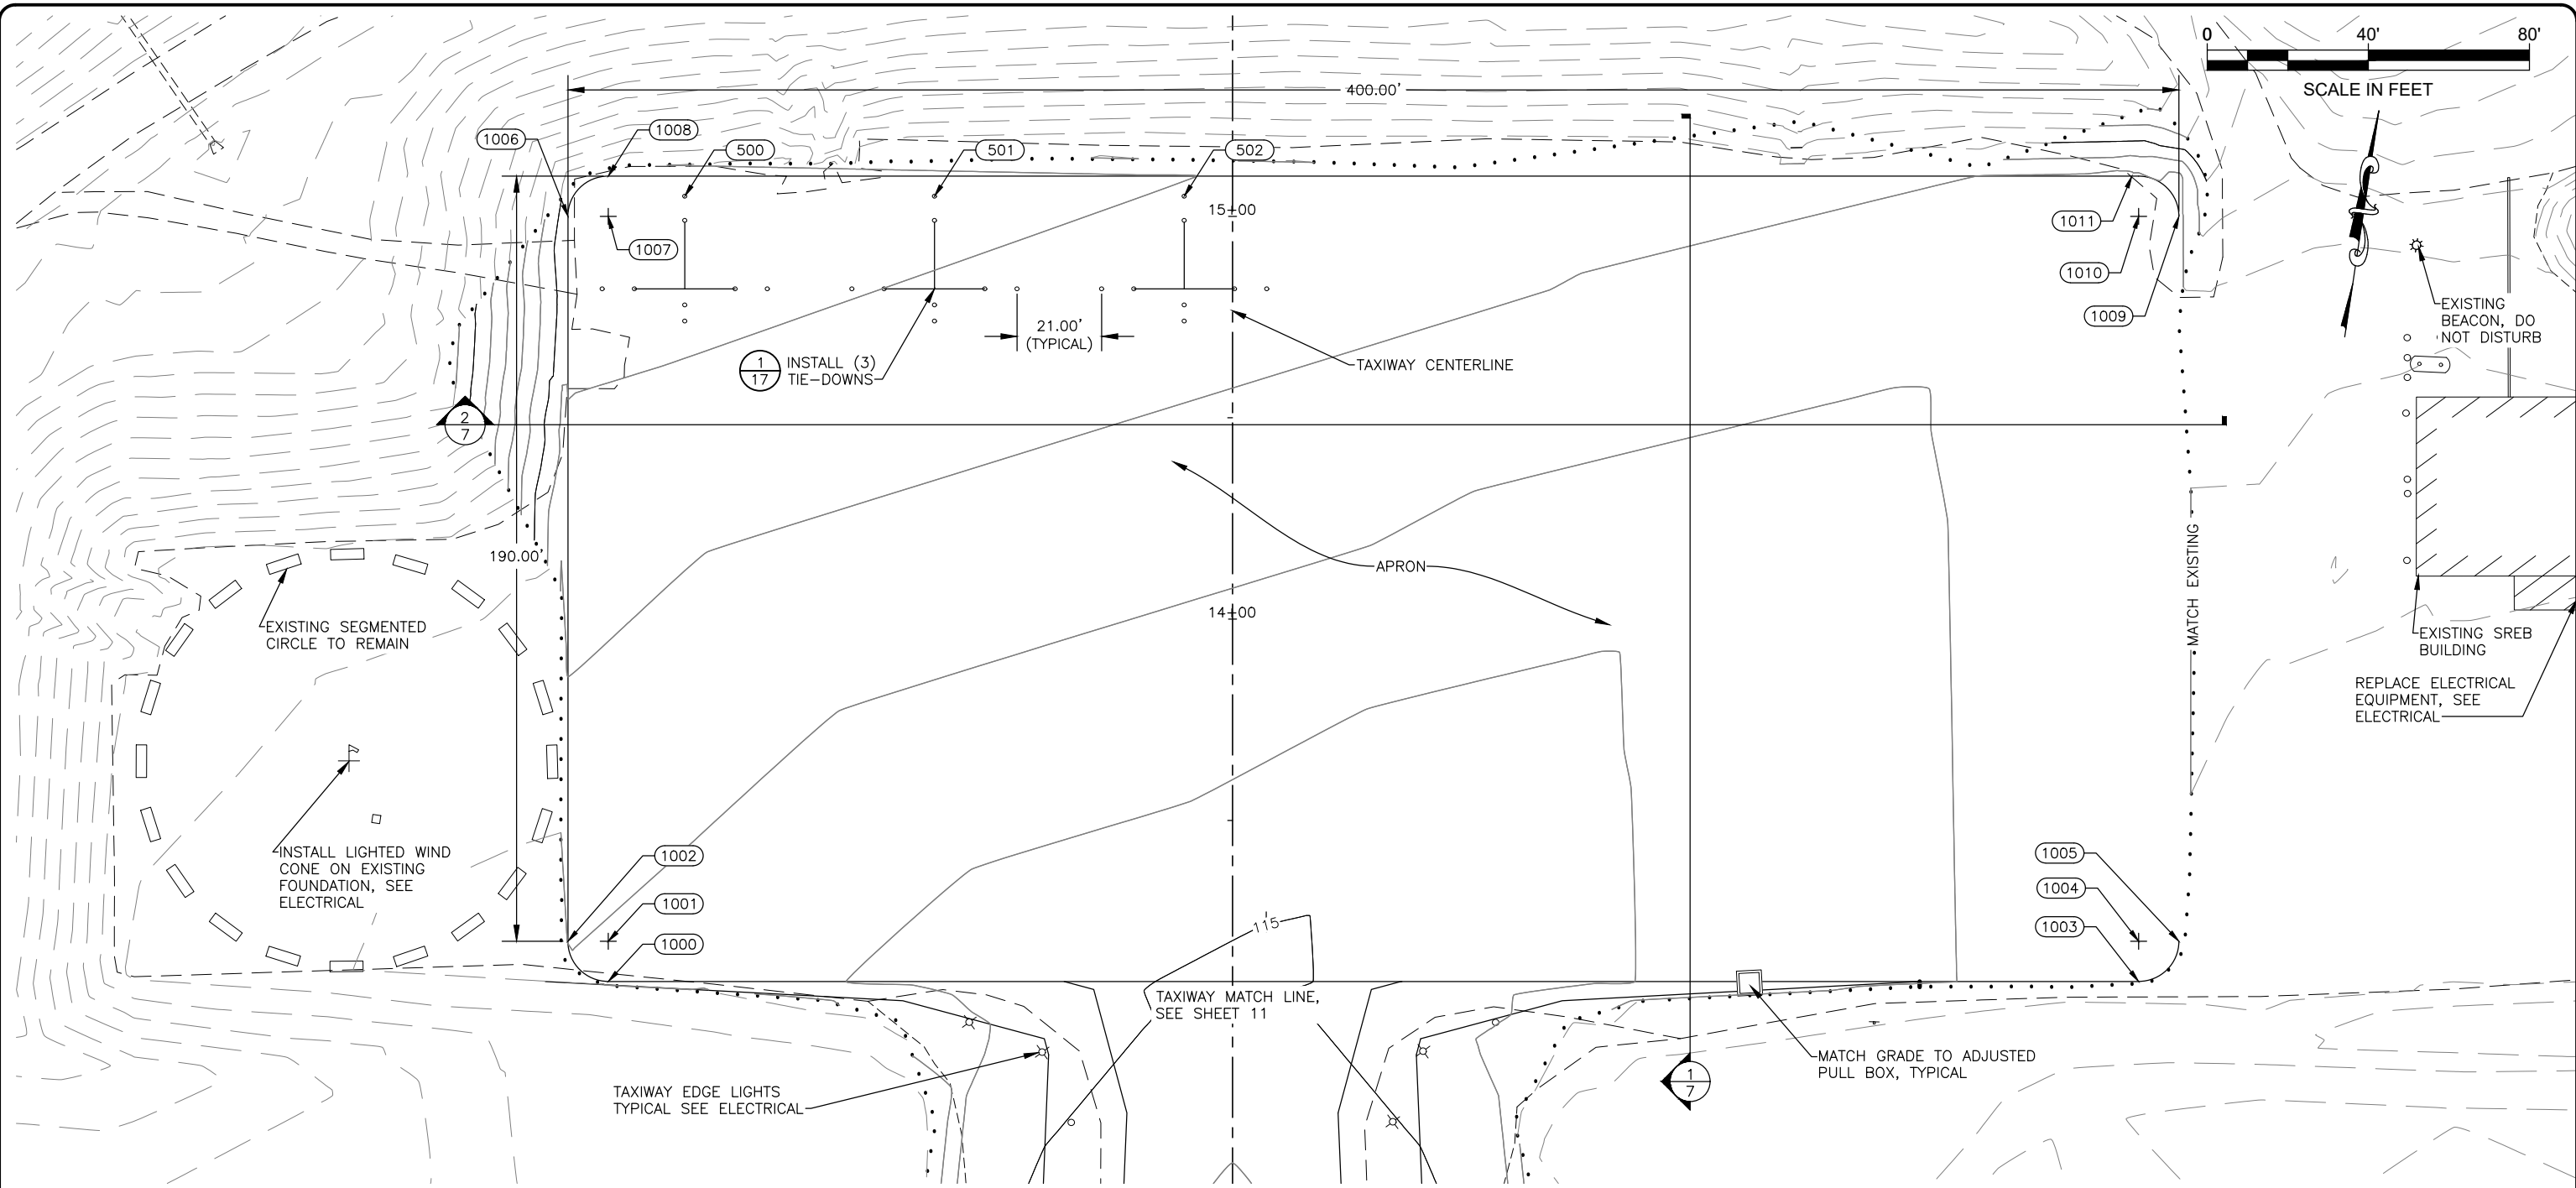 0 40' 80'
SCALE IN FEET
400.00'
1006
1008
500
501
502
1007
15+00
1011
1010
1009
EXISTING
BEACON, DO
NOT DISTURB
21.00'
(TYPICAL)
1
17
INSTALL (3)
TIE-DOWNS
TAXIWAY CENTERLINE
2
7
190.00'
APRON
MATCH EXISTING
14+00
EXISTING SEGMENTED
CIRCLE TO REMAIN
EXISTING SREB
BUILDING
REPLACE ELECTRICAL
EQUIPMENT, SEE
ELECTRICAL
INSTALL LIGHTED WIND
CONE ON EXISTING
FOUNDATION, SEE
ELECTRICAL
1002
1001
1000
1005
1004
1003
115
TAXIWAY MATCH LINE,
SEE SHEET 11
MATCH GRADE TO ADJUSTED
PULL BOX, TYPICAL
1
7
TAXIWAY EDGE LIGHTS
TYPICAL SEE ELECTRICAL